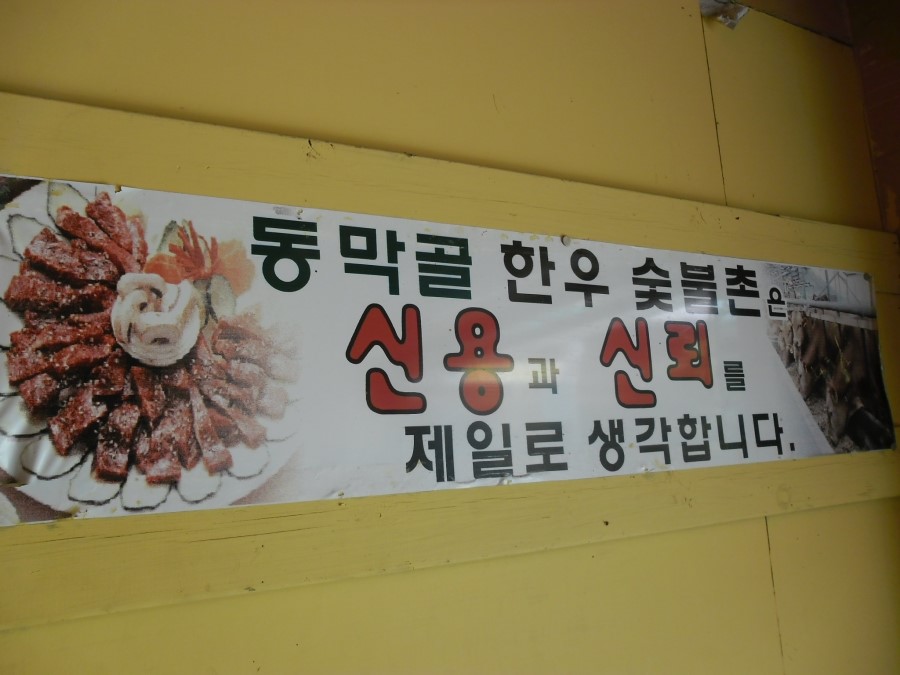 동막골 한우 숯불촌은
신용과 신뢰를
제일로 생각합니다.